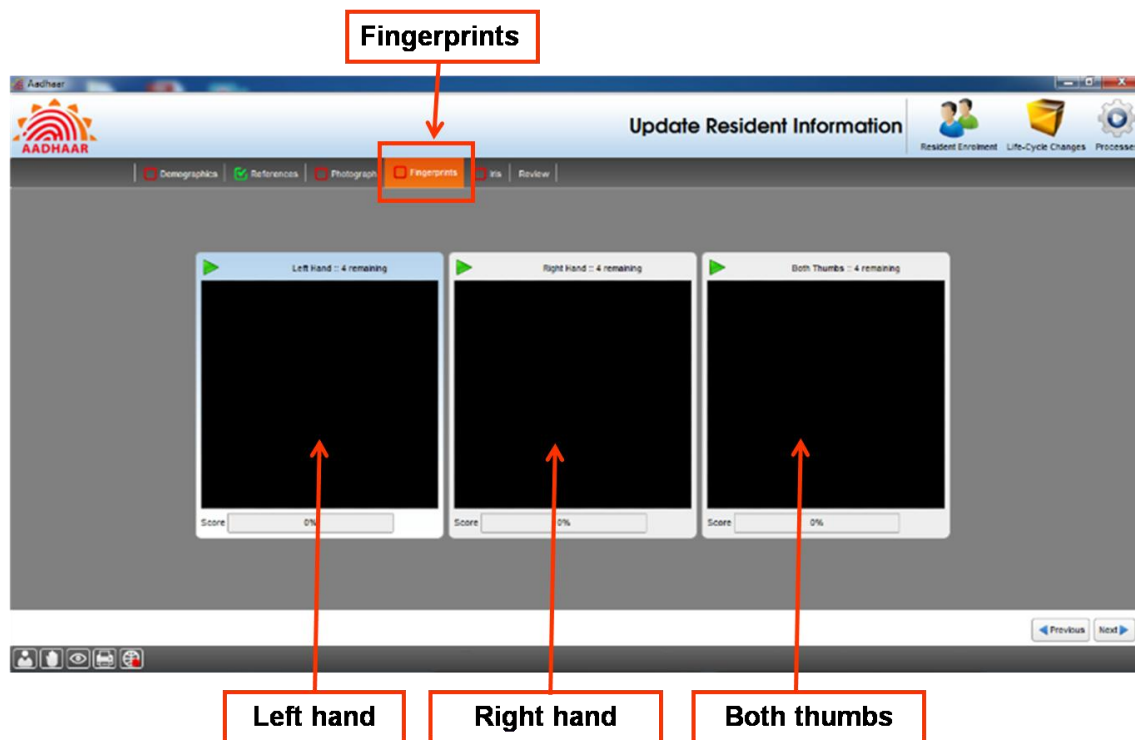 Fingerprints
Aadhaar
AADHAAR
Update Resident Information
Resident Enrolment
Life-Cycle Changes
Processes
Demographics
References
Photograph
Fingerprints
Iris
Review
Left Hand :: 4 remaining
Right Hand :: 4 remaining
Both Thumbs :: 4 remaining
Score 0%
Score 0%
Score 0%
Previous
Next
Left hand
Right hand
Both thumbs